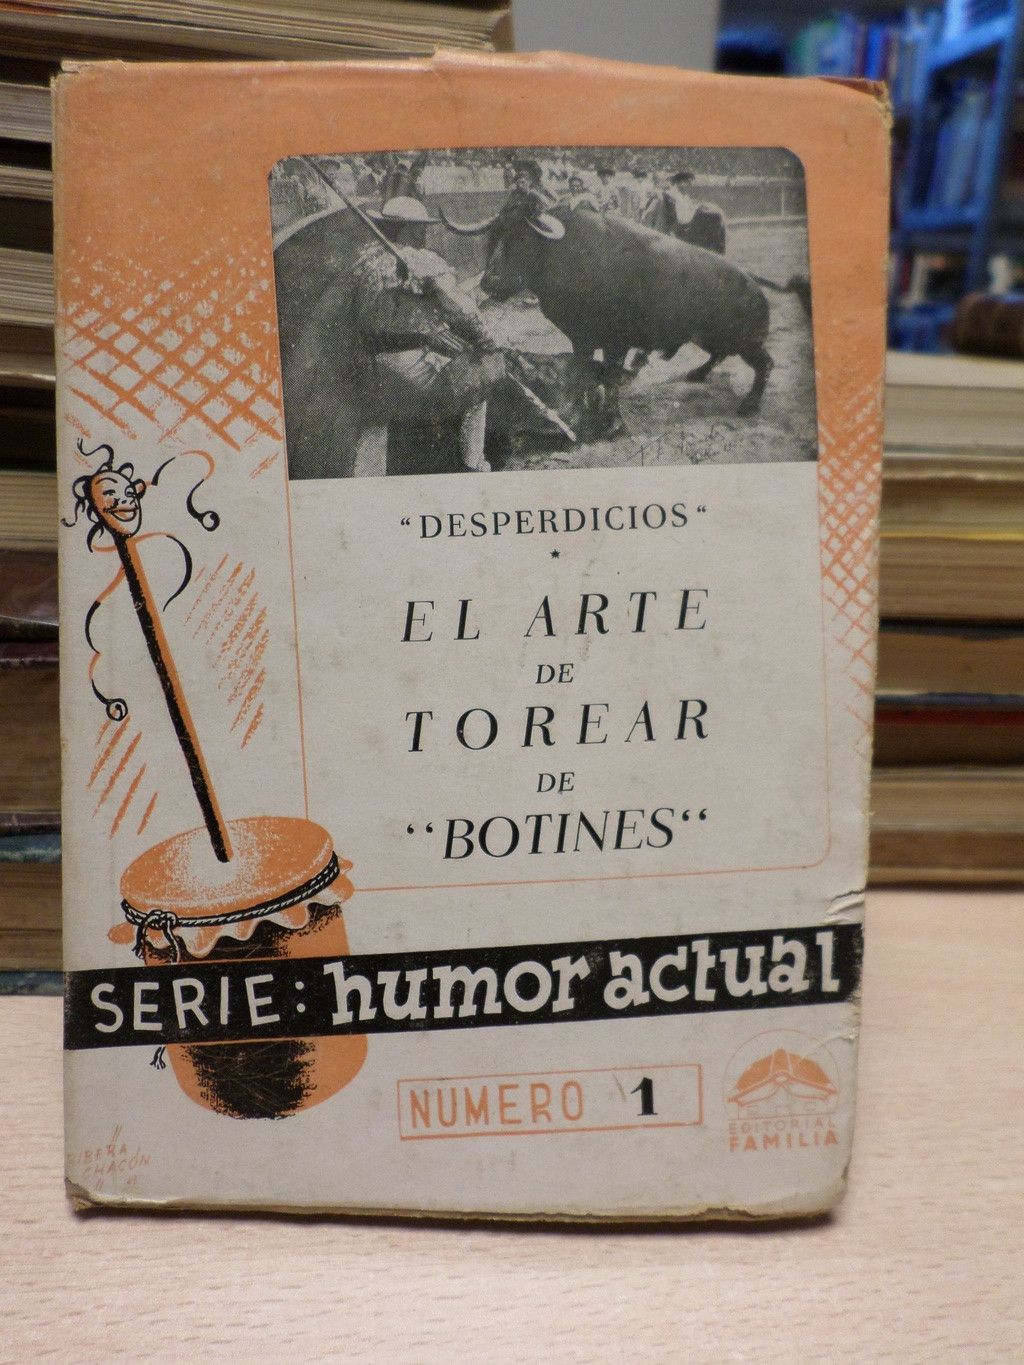 “DESPERDICIOS“
EL ARTE
DE
TOREAR
DE
“BOTINES“
SERIE: humor actual
NUMERO 1
EDITORIAL
FAMILIA
RIBERA
CHACÓN